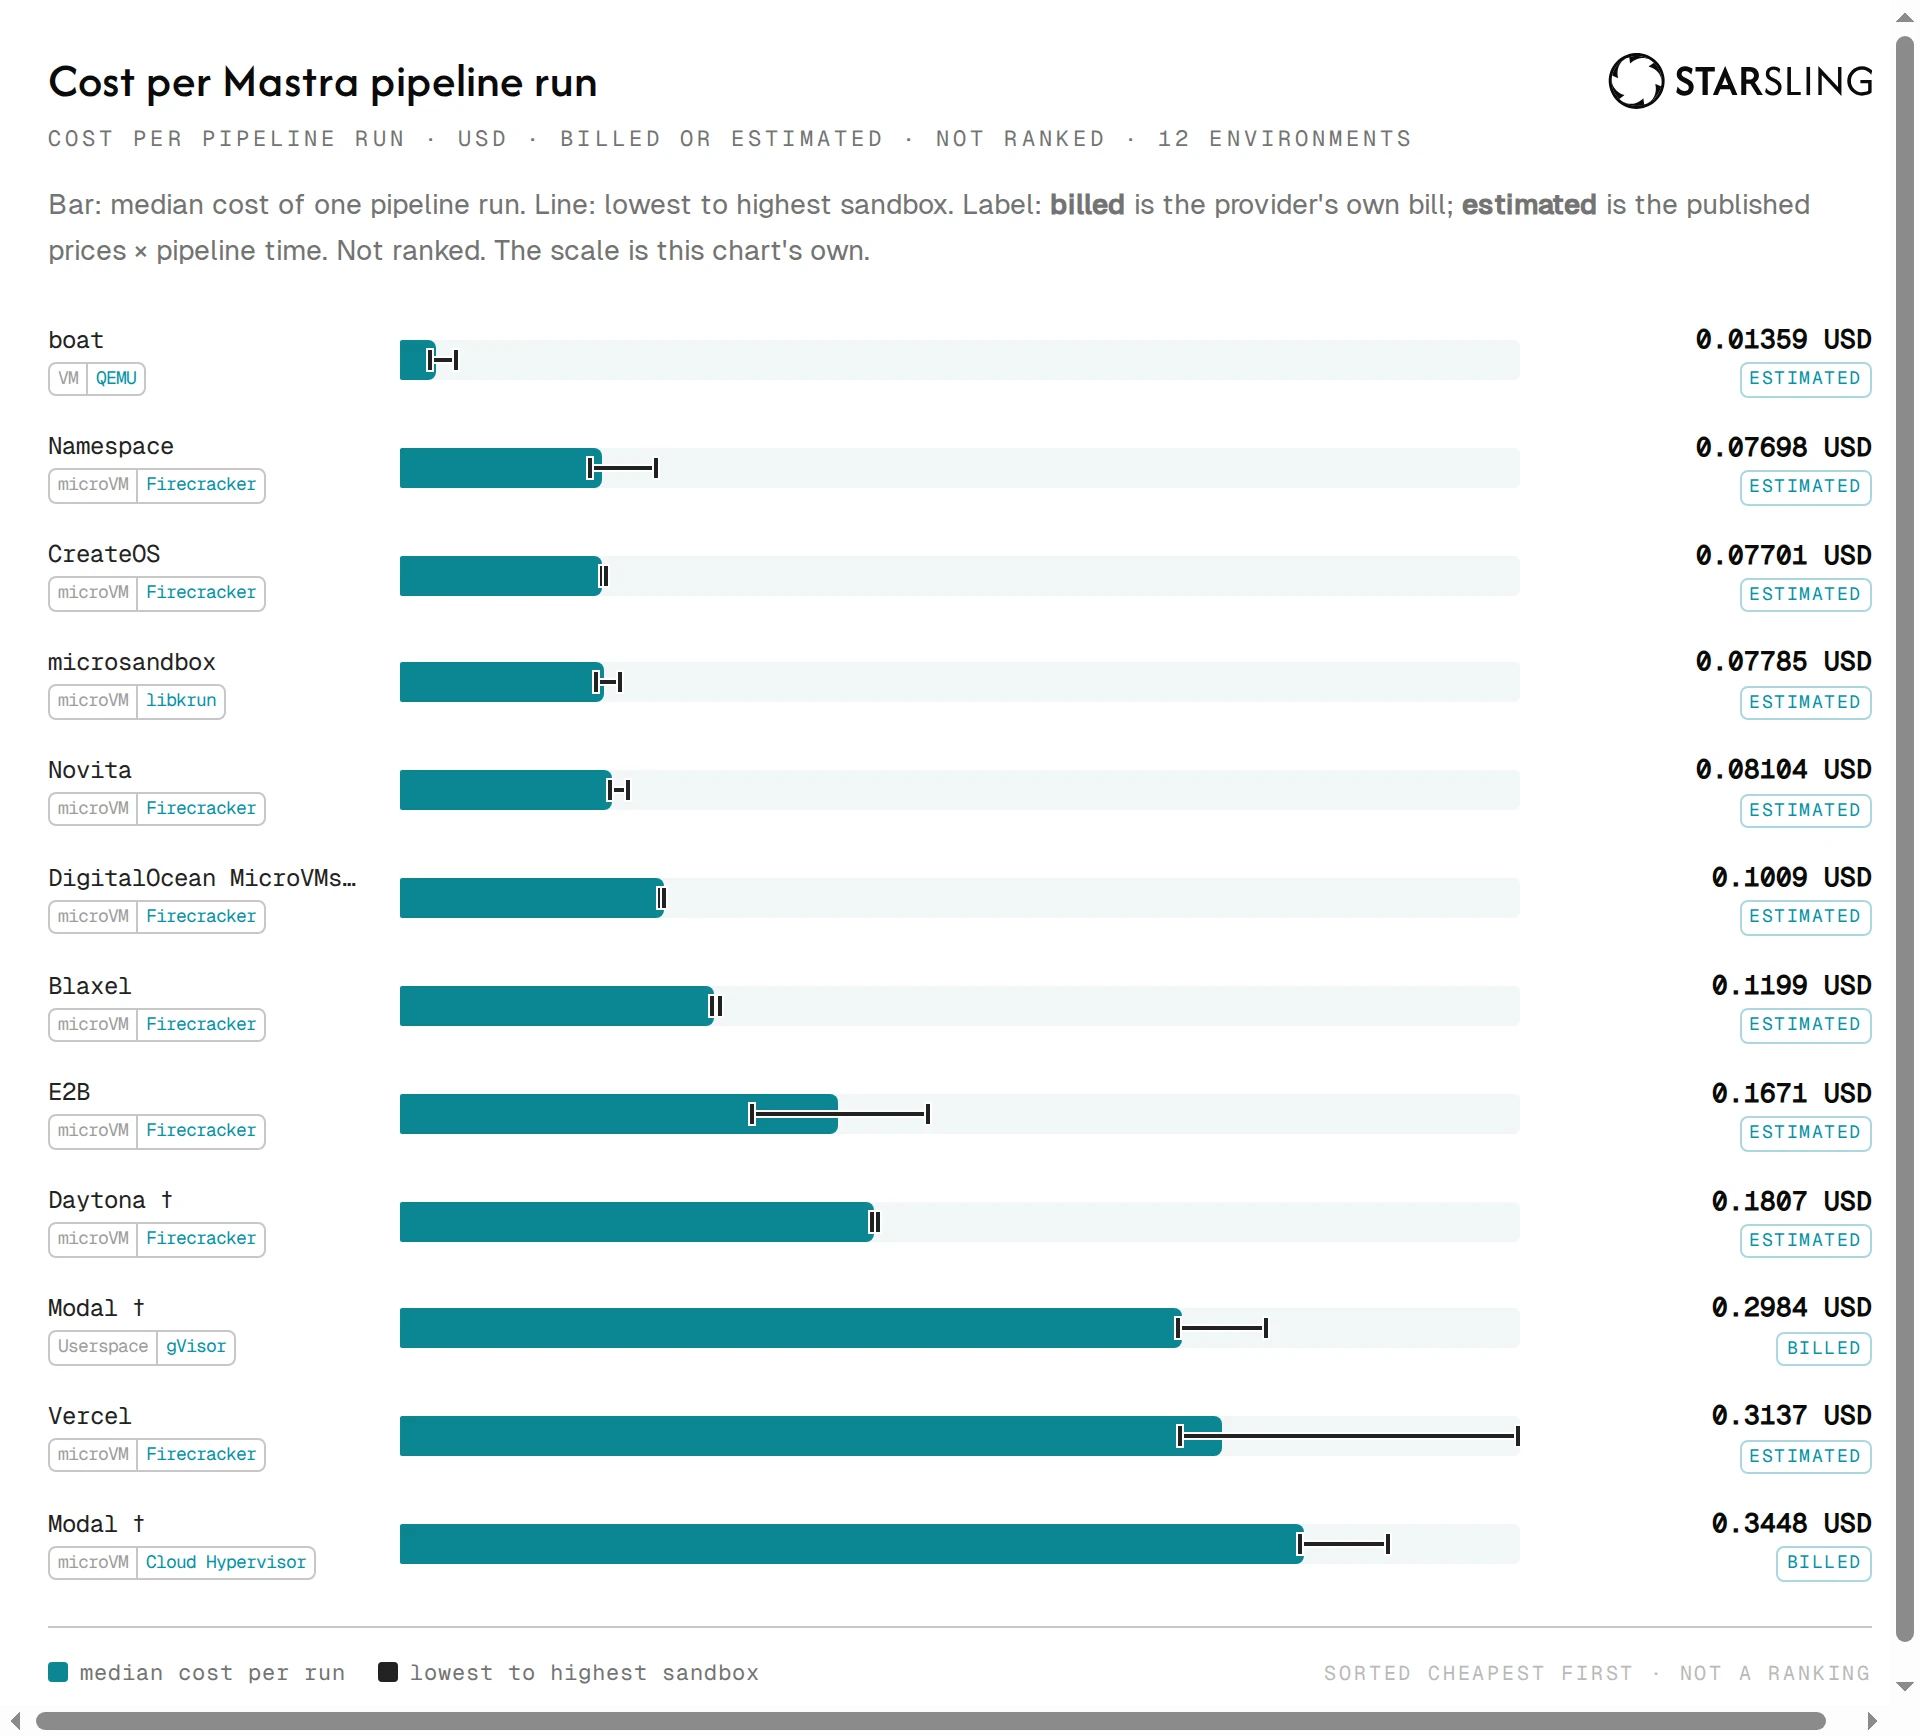 Cost per Mastra pipeline run
STARSLING
COST PER PIPELINE RUN · USD · BILLED OR ESTIMATED · NOT RANKED · 12 ENVIRONMENTS
Bar: median cost of one pipeline run. Line: lowest to highest sandbox. Label: billed is the provider's own bill; estimated is the published
prices × pipeline time. Not ranked. The scale is this chart's own.
boat
0.01359 USD
VM QEMU
ESTIMATED
Namespace
0.07698 USD
microVM Firecracker
ESTIMATED
CreateOS
0.07701 USD
microVM Firecracker
ESTIMATED
microsandbox
0.07785 USD
microVM libkrun
ESTIMATED
Novita
0.08104 USD
microVM Firecracker
ESTIMATED
DigitalOcean MicroVMs…
0.1009 USD
microVM Firecracker
ESTIMATED
Blaxel
0.1199 USD
microVM Firecracker
ESTIMATED
E2B
0.1671 USD
microVM Firecracker
ESTIMATED
Daytona †
0.1807 USD
microVM Firecracker
ESTIMATED
Modal †
0.2984 USD
Userspace gVisor
BILLED
Vercel
0.3137 USD
microVM Firecracker
ESTIMATED
Modal †
0.3448 USD
microVM Cloud Hypervisor
BILLED
median cost per run
lowest to highest sandbox
SORTED CHEAPEST FIRST · NOT A RANKING